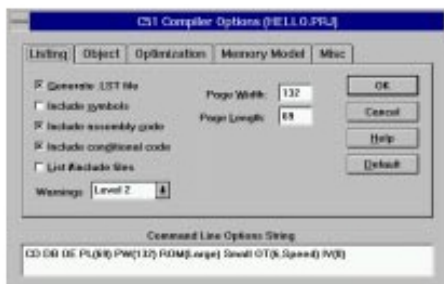 C51 Compiler Options (HELLO.PRJ)
Listing Object Optimization Memory Model Misc
Generate .LST file
Include symbols
Include assembly code
Include conditional code
List #include files
Warnings: Level 2
Page Width: 132
Page Length: 69
OK
Cancel
Help
Default
Command Line Options String
CD DB OE PL(69) PW(132) ROM(Large) Small OT(6,Speed) IV(0)